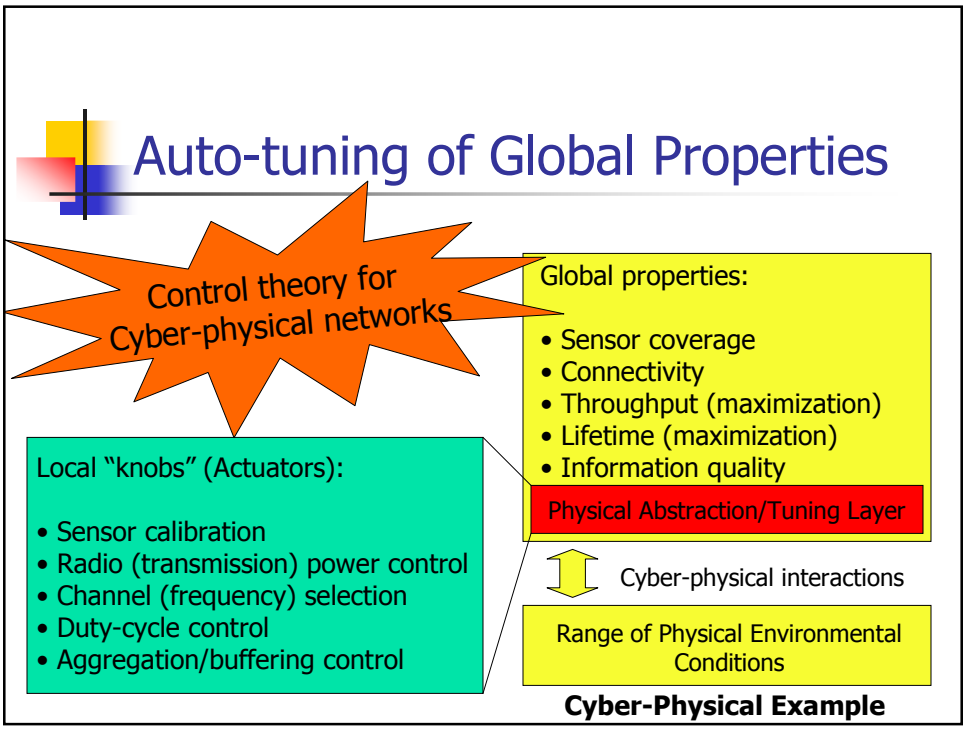 Auto-tuning of Global Properties
Control theory for
Cyber-physical networks
Global properties:
• Sensor coverage
• Connectivity
• Throughput (maximization)
• Lifetime (maximization)
• Information quality
Physical Abstraction/Tuning Layer
Local “knobs” (Actuators):
• Sensor calibration
• Radio (transmission) power control
• Channel (frequency) selection
• Duty-cycle control
• Aggregation/buffering control
Cyber-physical interactions
Range of Physical Environmental
Conditions
Cyber-Physical Example